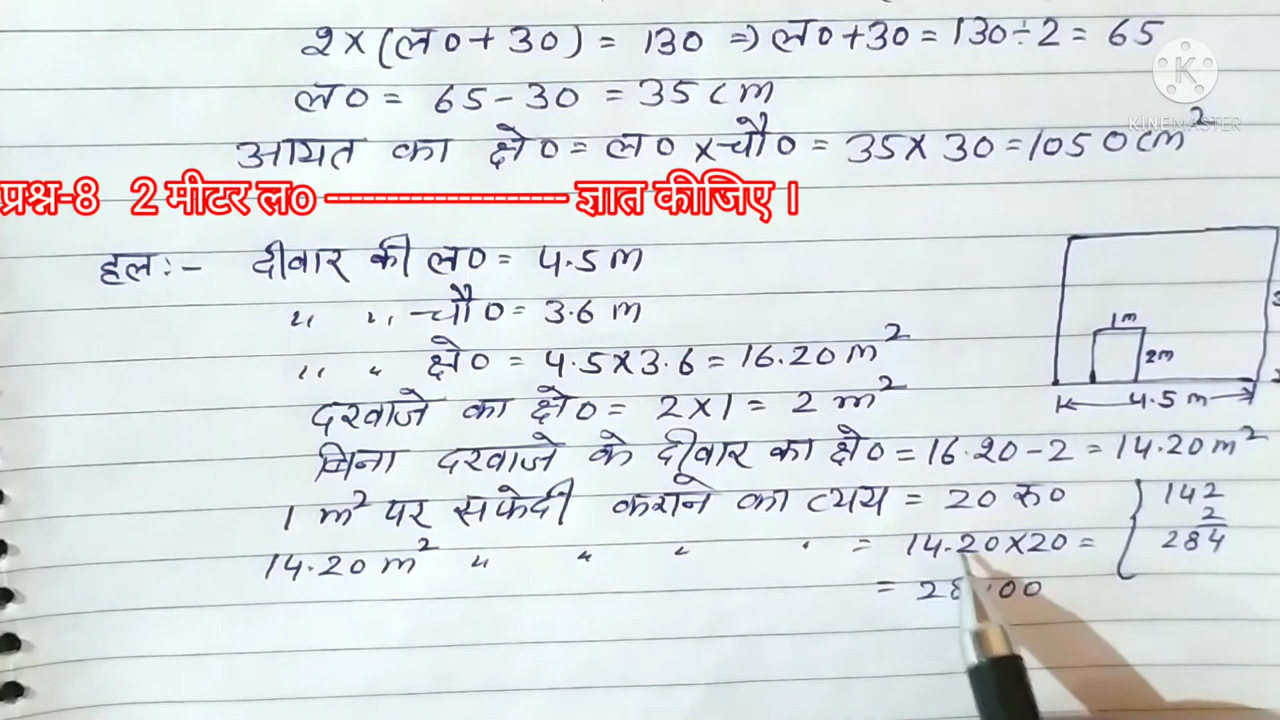 2 × (ल० + 30) = 130 ⇒ ल० + 30 = 130 ÷ 2 = 65
K
KINEMASTER
ल० = 65 - 30 = 35 cm
आयत का क्षे० = ल० × चौ० = 35 × 30 = 1050 cm²
प्रश्न-8 2 मीटर ल० ---------------------- ज्ञात कीजिए ।
हल :- दीवार की ल० = 4.5 m
" " चौ० = 3.6 m
" " क्षे० = 4.5 × 3.6 = 16.20 m²
1m
2m
4.5 m
दरवाजे का क्षे० = 2 × 1 = 2 m²
बिना दरवाजे के दीवार का क्षे० = 16.20 - 2 = 14.20 m²
1 m² पर सफेदी कराने का व्यय = 20 रु०
14.20 m² " " " " = 14.20 × 20 =
142
2
284
= 28 .00